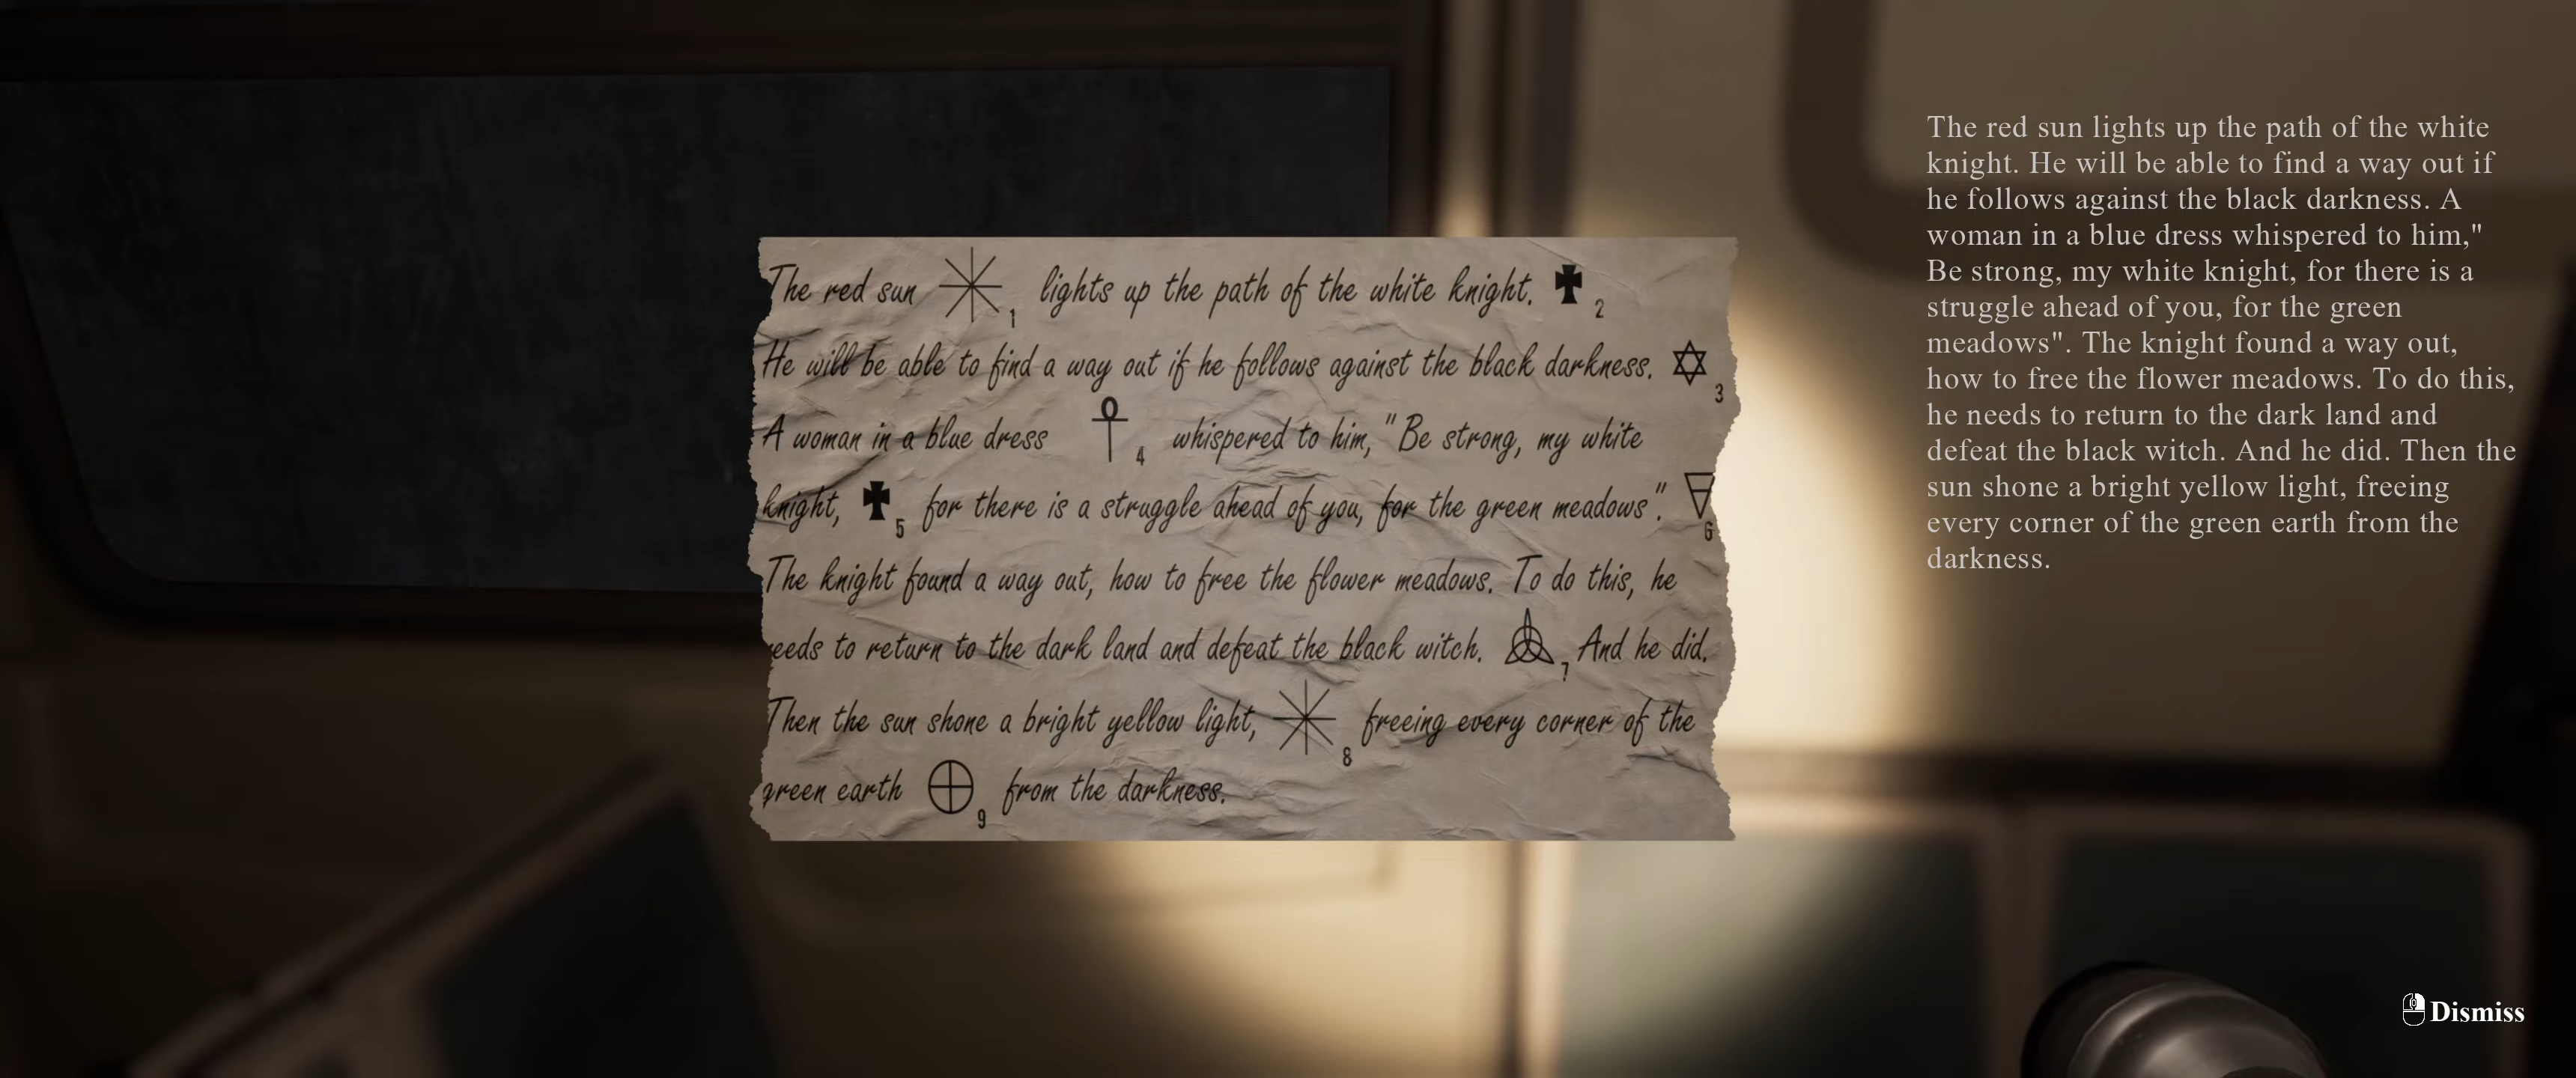 The red sun 1 lights up the path of the white knight. 2
He will be able to find a way out if he follows against the black darkness. 3
A woman in a blue dress 4 whispered to him, "Be strong, my white
knight, 5 for there is a struggle ahead of you, for the green meadows". 6
The knight found a way out, how to free the flower meadows. To do this, he
eeds to return to the dark land and defeat the black witch. 7 And he did.
Then the sun shone a bright yellow light, 8 freeing every corner of the
green earth 9 from the darkness.
The red sun lights up the path of the white
knight. He will be able to find a way out if
he follows against the black darkness. A
woman in a blue dress whispered to him,"
Be strong, my white knight, for there is a
struggle ahead of you, for the green
meadows". The knight found a way out,
how to free the flower meadows. To do this,
he needs to return to the dark land and
defeat the black witch. And he did. Then the
sun shone a bright yellow light, freeing
every corner of the green earth from the
darkness.
Dismiss